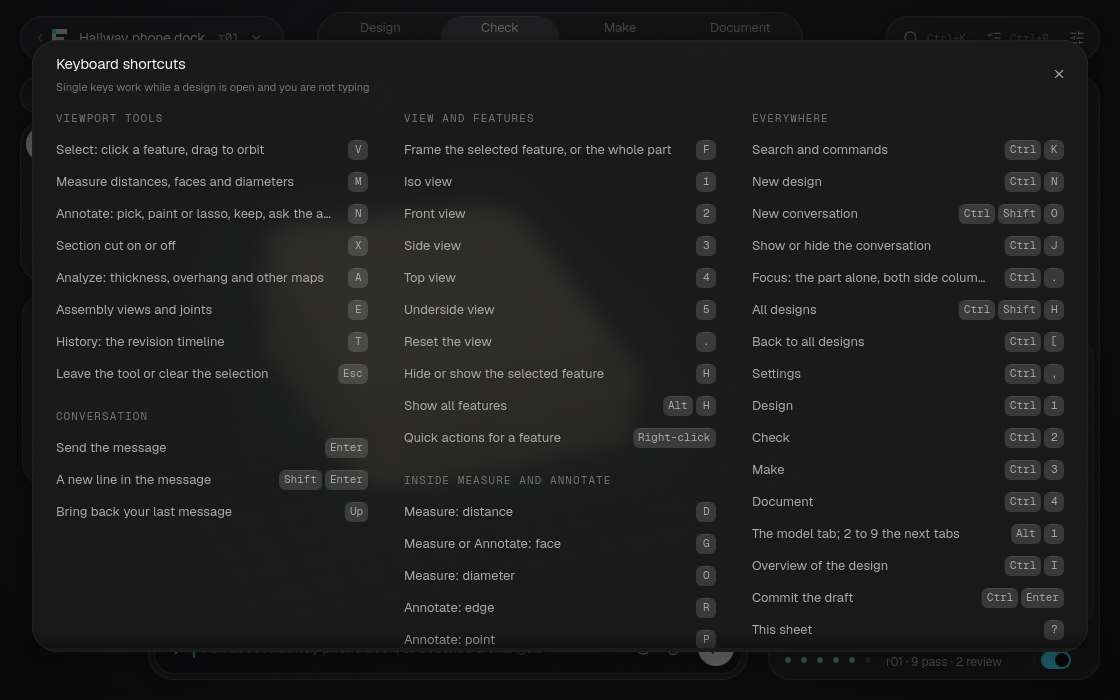 Hallway phone dock r01
Design
Check
Make
Document
Ctrl+K
Keyboard shortcuts
Single keys work while a design is open and you are not typing
VIEWPORT TOOLS
Select: click a feature, drag to orbit V
Measure distances, faces and diameters M
Annotate: pick, paint or lasso, keep, ask the a… N
Section cut on or off X
Analyze: thickness, overhang and other maps A
Assembly views and joints E
History: the revision timeline T
Leave the tool or clear the selection Esc
CONVERSATION
Send the message Enter
A new line in the message Shift Enter
Bring back your last message Up
VIEW AND FEATURES
Frame the selected feature, or the whole part F
Iso view 1
Front view 2
Side view 3
Top view 4
Underside view 5
Reset the view .
Hide or show the selected feature H
Show all features Alt H
Quick actions for a feature Right-click
INSIDE MEASURE AND ANNOTATE
Measure: distance D
Measure or Annotate: face G
Measure: diameter O
Annotate: edge R
Annotate: point P
EVERYWHERE
Search and commands Ctrl K
New design Ctrl N
New conversation Ctrl Shift O
Show or hide the conversation Ctrl J
Focus: the part alone, both side colum… Ctrl .
All designs Ctrl Shift H
Back to all designs Ctrl [
Settings Ctrl ,
Design Ctrl 1
Check Ctrl 2
Make Ctrl 3
Document Ctrl 4
The model tab; 2 to 9 the next tabs Alt 1
Overview of the design Ctrl I
Commit the draft Ctrl Enter
This sheet ?
r01 · 9 pass · 2 review